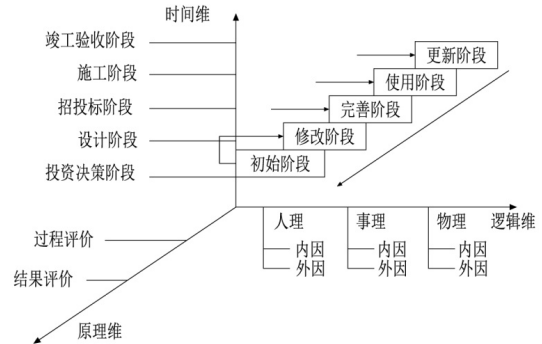 时间维
竣工验收阶段
施工阶段
招投标阶段
设计阶段
投资决策阶段
更新阶段
使用阶段
完善阶段
修改阶段
初始阶段
人理
事理
物理
逻辑维
内因
外因
内因
外因
内因
外因
过程评价
结果评价
原理维